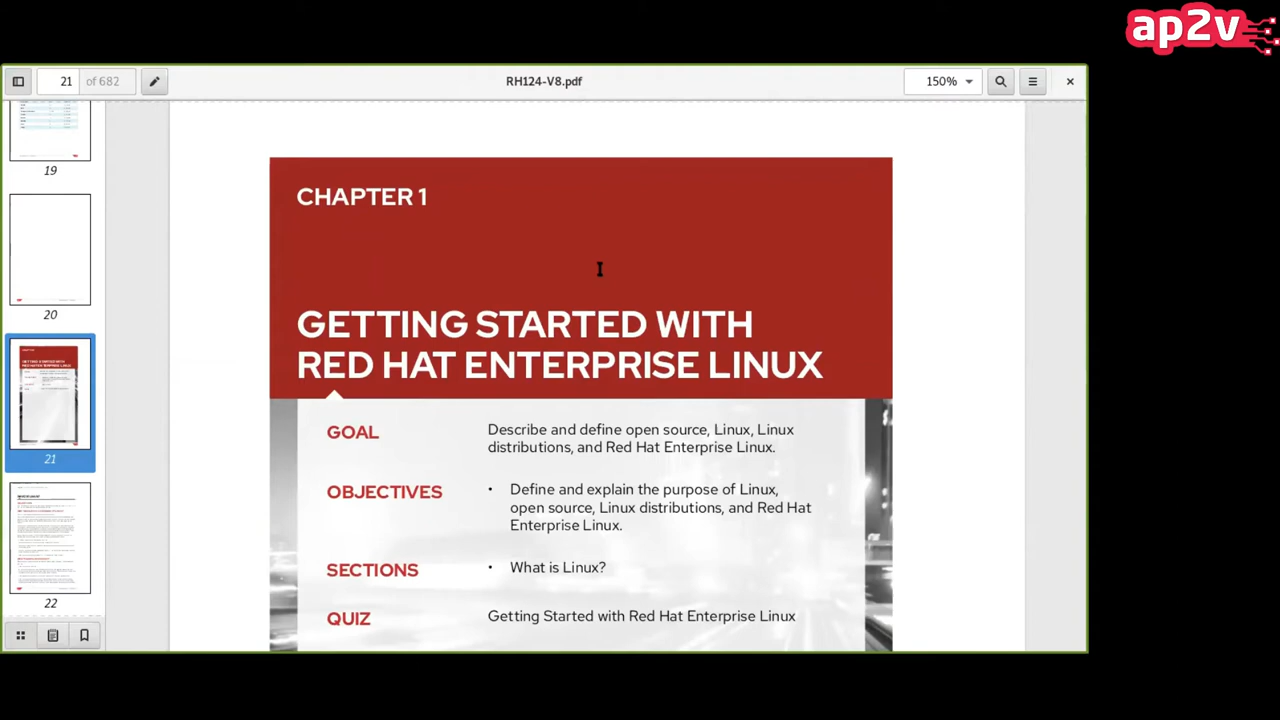 ap2v
21 of 682
RH124-V8.pdf
150%
19
20
21
22
CHAPTER 1
GETTING STARTED WITH
RED HAT ENTERPRISE LINUX
GOAL
Describe and define open source, Linux, Linux
distributions, and Red Hat Enterprise Linux.
OBJECTIVES
• Define and explain the purpose of Linux,
open source, Linux distributions, and Red Hat
Enterprise Linux.
SECTIONS
• What is Linux?
QUIZ
Getting Started with Red Hat Enterprise Linux